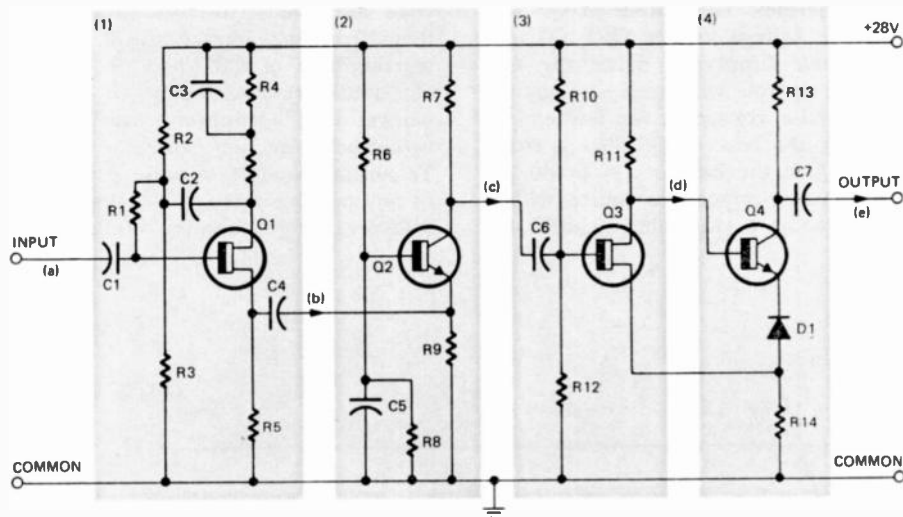 (1)
(2)
(3)
(4)
+28V
C3
R4
R7
R10
R13
R2
R6
R11
C2
C7
R1
(c)
(d)
OUTPUT
Q1
Q3
Q4
(e)
INPUT
C6
(a)
Q2
C1
C4
(b)
D1
R9
R3
R12
C5
R5
R8
R14
COMMON
COMMON